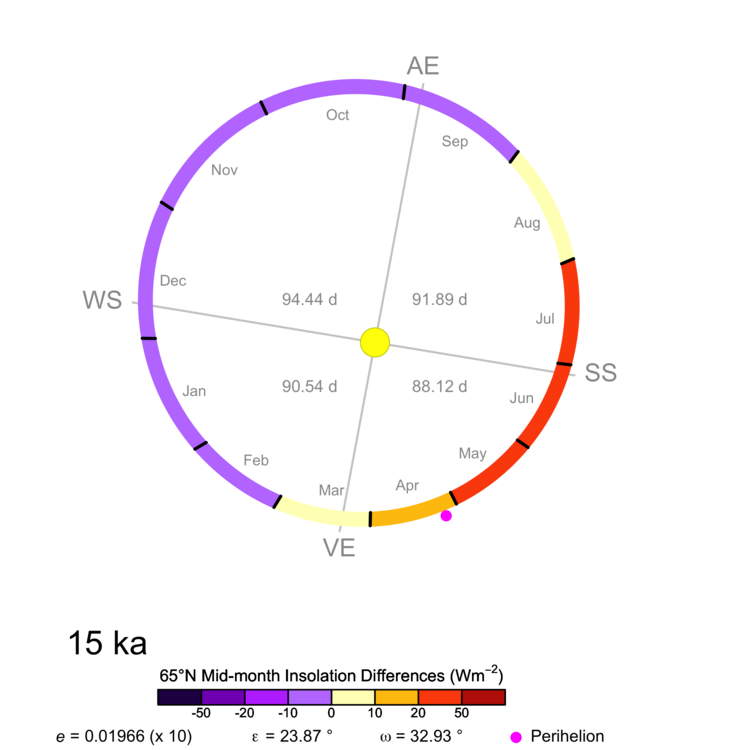 AE
Oct
Sep
Nov
Aug
Dec
WS
94.44 d
91.89 d
Jul
SS
90.54 d
88.12 d
Jan
Jun
Feb
May
Mar
Apr
VE
15 ka
65°N Mid-month Insolation Differences (Wm⁻²)
-50 -20 -10 0 10 20 50
e = 0.01966 (x 10) ε = 23.87 ° ω = 32.93 ° Perihelion